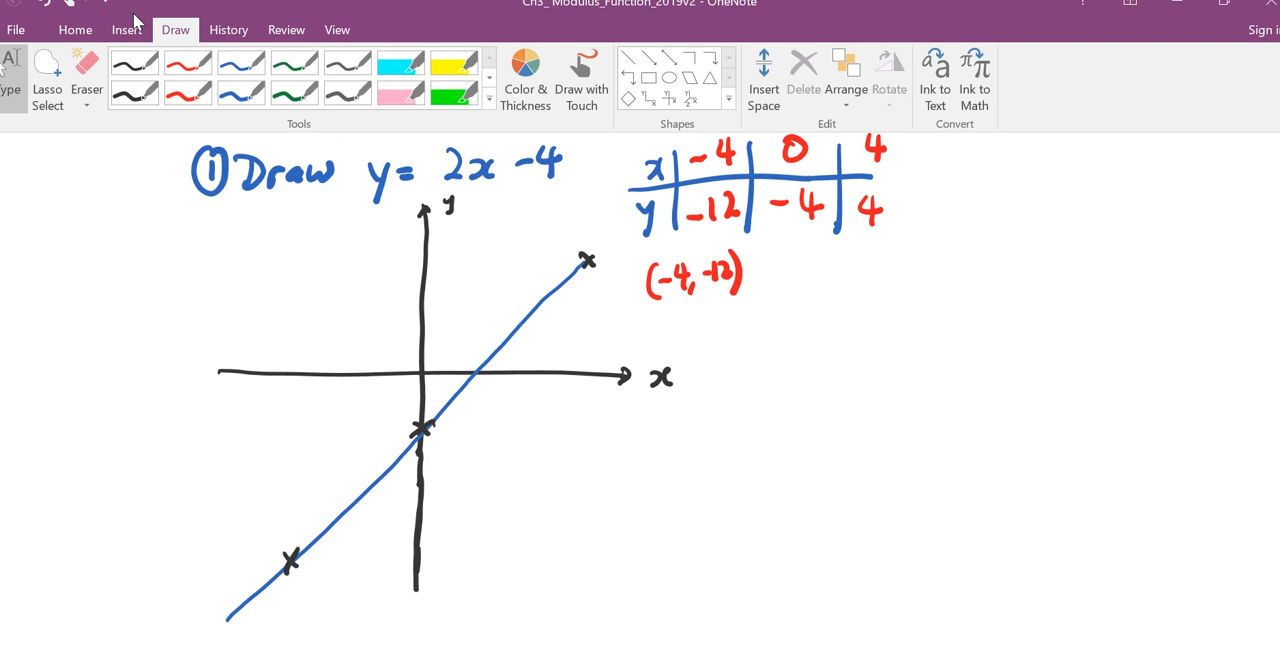 Ch3_ Modulus_Function_2019v2 - OneNote
File Home Insert Draw History Review View Sign in
Type Lasso Select Eraser Color & Thickness Draw with Touch Insert Space Delete Arrange Rotate Ink to Text Ink to Math
Tools Shapes Edit Convert
① Draw y = 2x - 4
x -4 0 4
y -12 -4 4
y
(-4, -12)
x